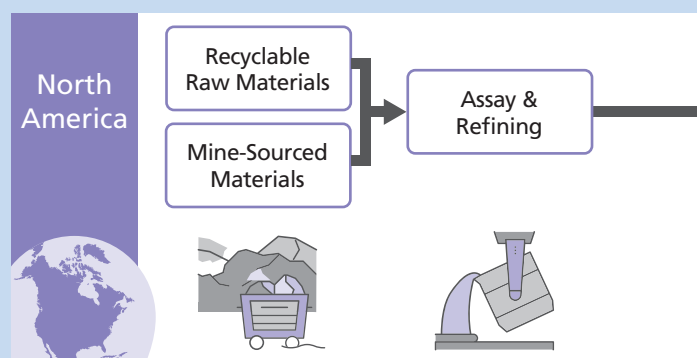 North
America
Recyclable
Raw Materials
Mine-Sourced
Materials
Assay &
Refining